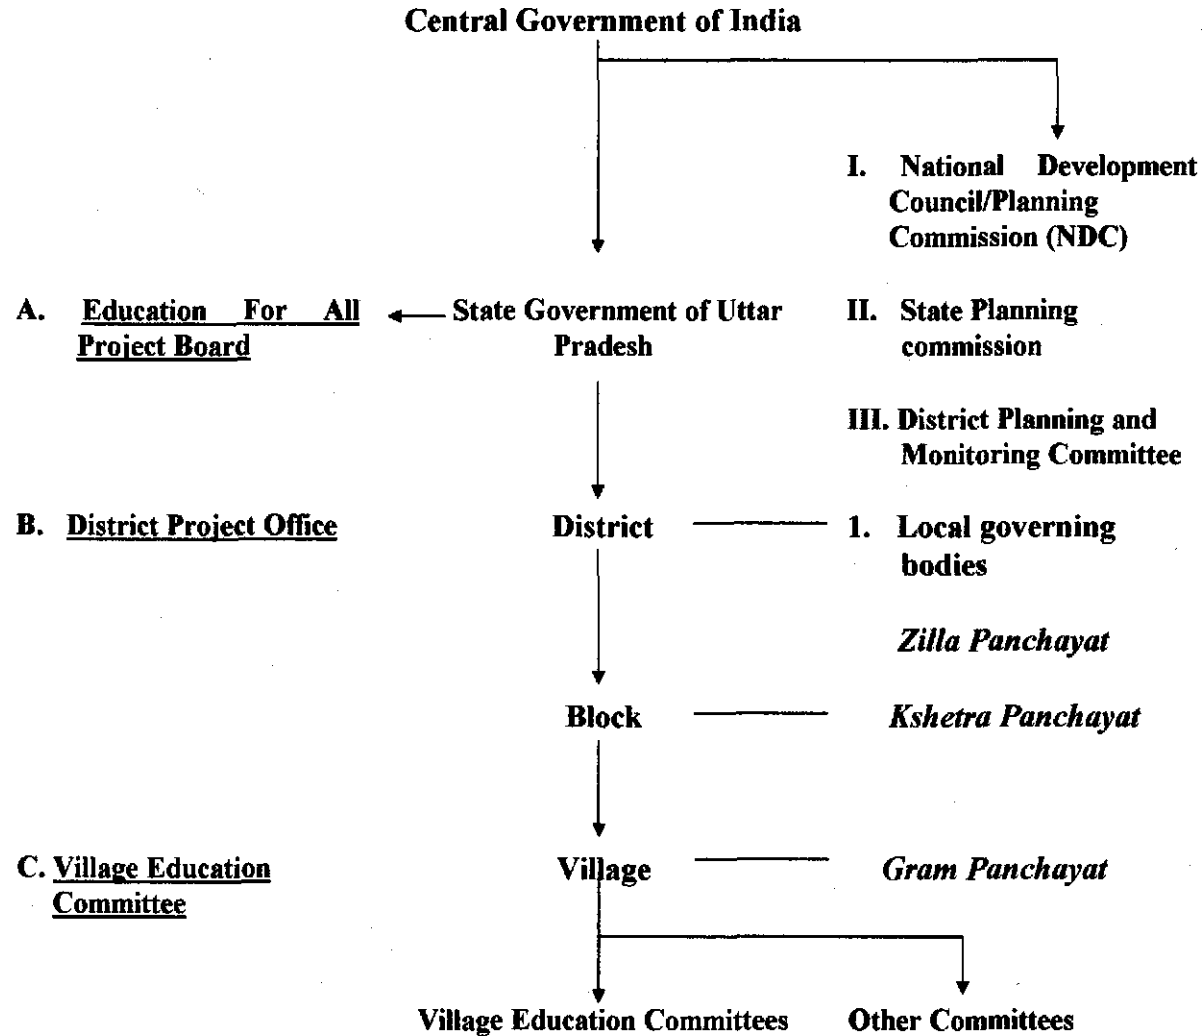 Central Government of India
I. National Development
Council/Planning
Commission (NDC)
A. Education For All
Project Board
State Government of Uttar
Pradesh
II. State Planning
commission
III. District Planning and
Monitoring Committee
B. District Project Office
District
1. Local governing
bodies
Zilla Panchayat
Block
Kshetra Panchayat
C. Village Education
Committee
Village
Gram Panchayat
Village Education Committees
Other Committees